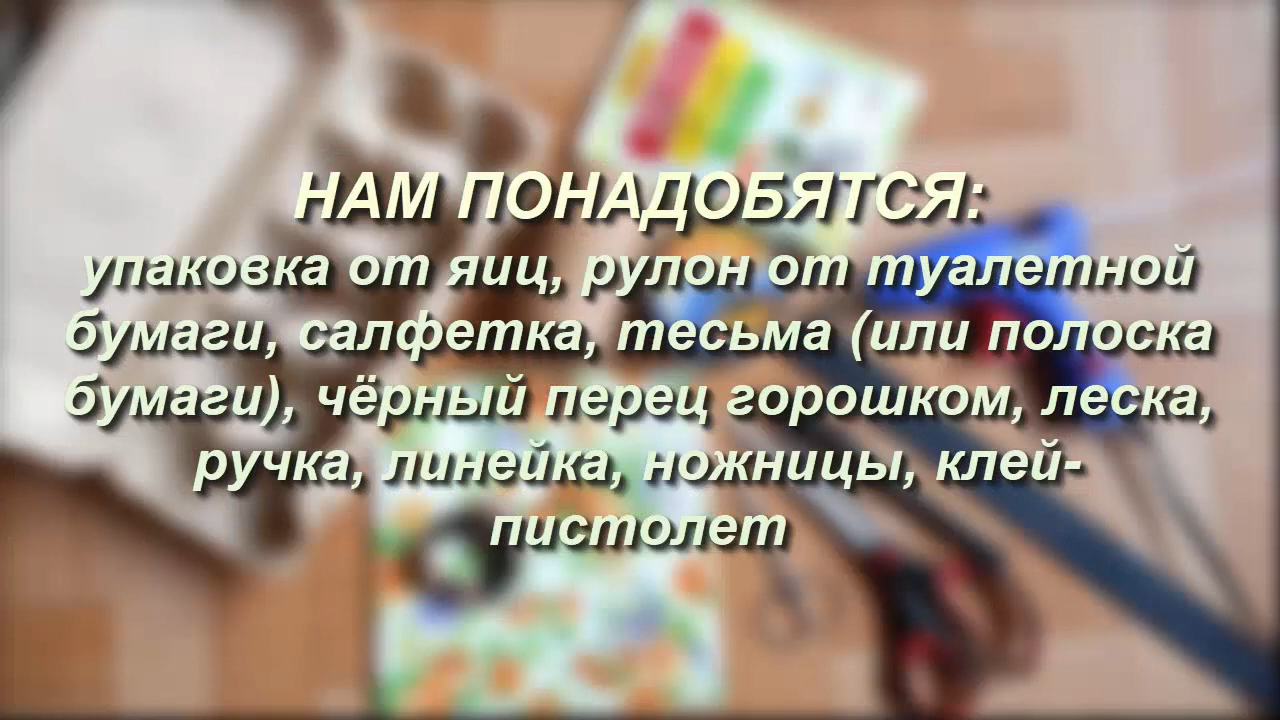 НАМ ПОНАДОБЯТСЯ:
упаковка от яиц, рулон от туалетной
бумаги, салфетка, тесьма (или полоска
бумаги), чёрный перец горошком, леска,
ручка, линейка, ножницы, клей-
пистолет